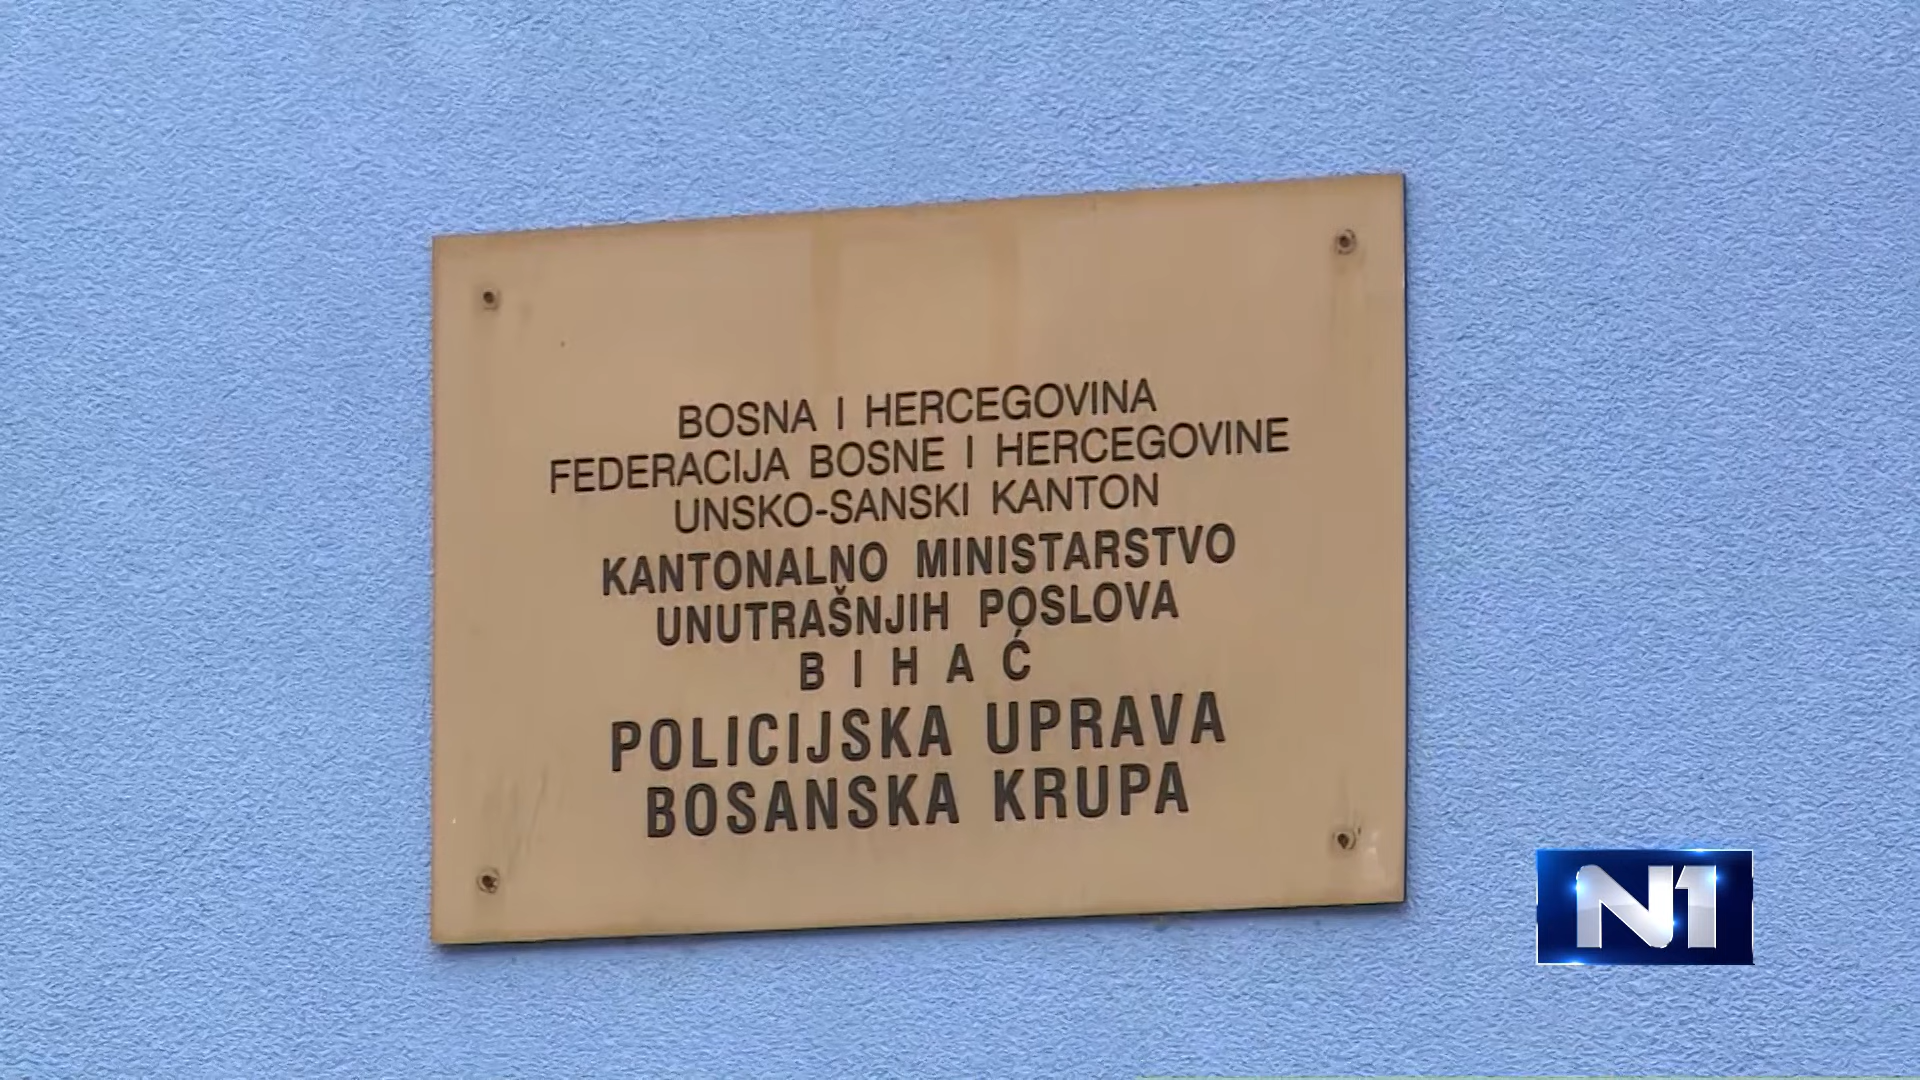 BOSNA I HERCEGOVINA
FEDERACIJA BOSNE I HERCEGOVINE
UNSKO-SANSKI KANTON
KANTONALNO MINISTARSTVO
UNUTRAŠNJIH POSLOVA
B I H A Ć
POLICIJSKA UPRAVA
BOSANSKA KRUPA
N1